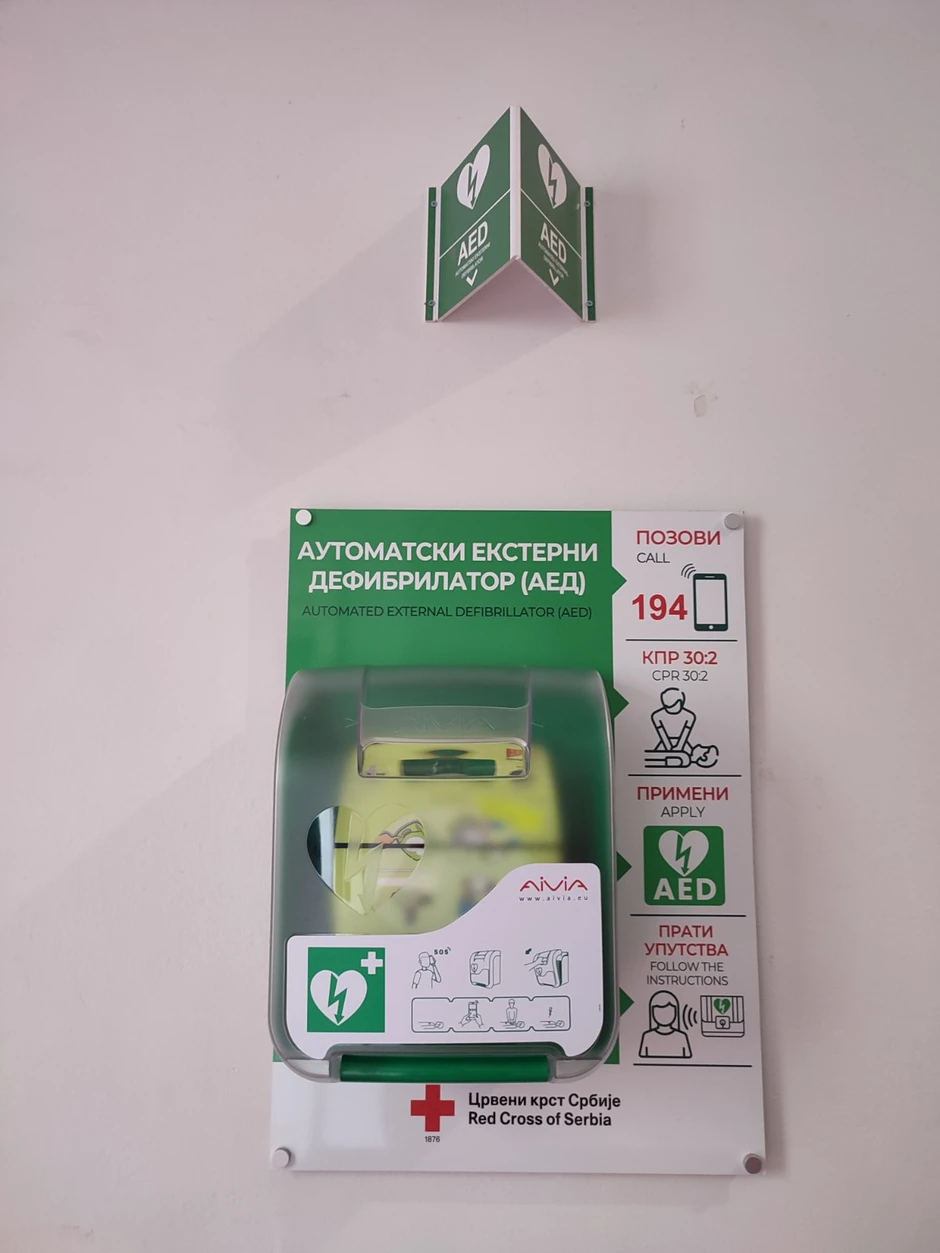 AED
AED
АУТОМАТСКИ ЕКСТЕРНИ
ДЕФИБРИЛАТОР (АЕД)
AUTOMATED EXTERNAL DEFIBRILLATOR (AED)
ПОЗОВИ
CALL
194
КПР 30:2
CPR 30:2
ПРИМЕНИ
APPLY
AED
ПРАТИ
УПУТСТВА
FOLLOW THE
INSTRUCTIONS
AIVIA
www.aivia.eu
SOS
Црвени крст Србије
Red Cross of Serbia
1876